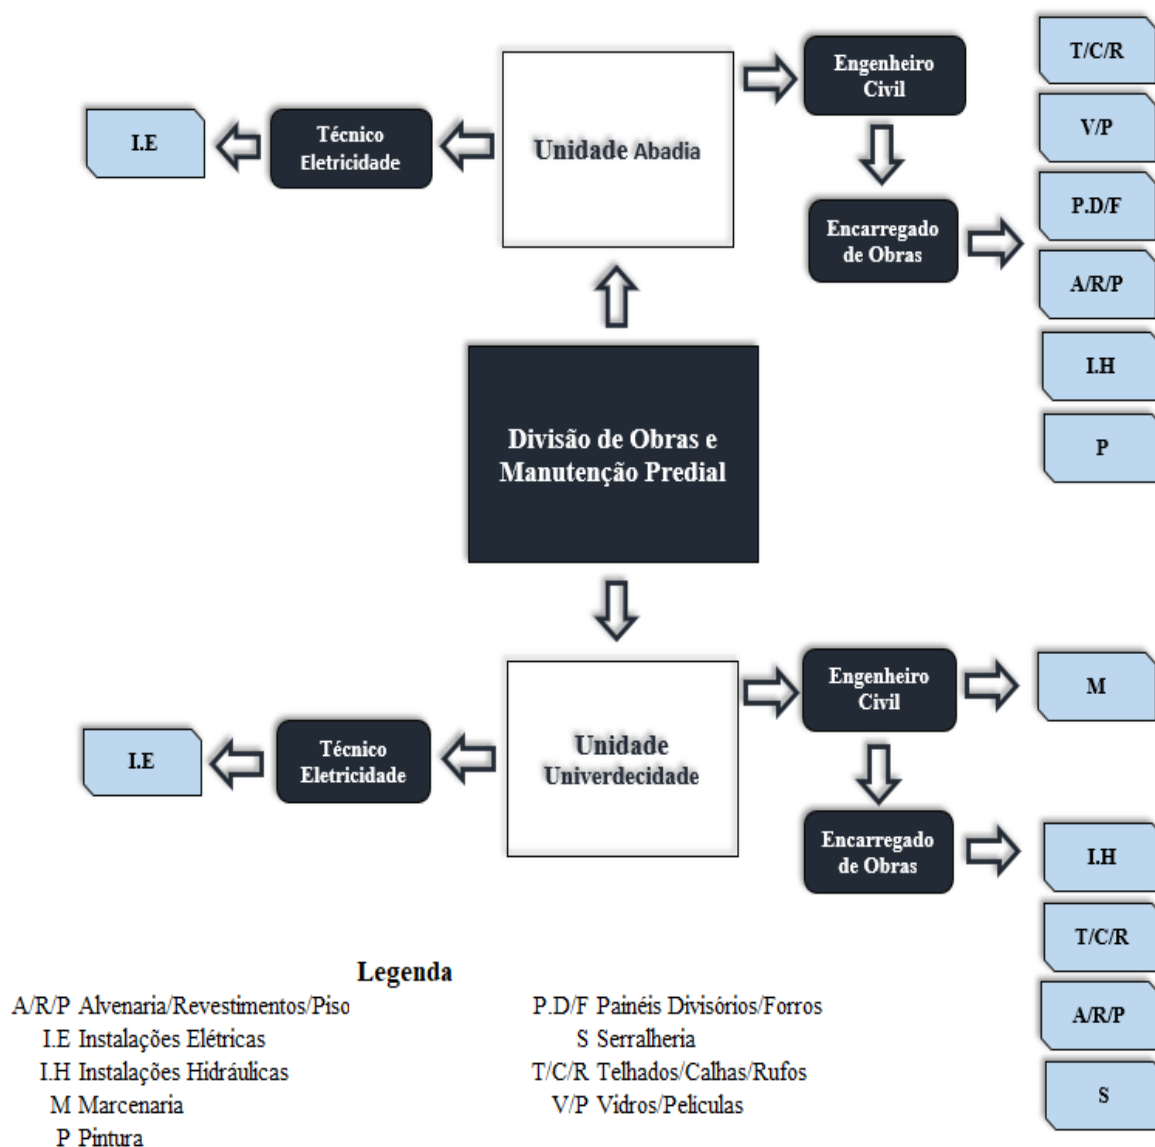 T/C/R
Engenheiro
Civil
V/P
I.E
Técnico
Eletricidade
Unidade Abadia
P.D/F
Encarregado
de Obras
A/R/P
I.H
Divisão de Obras e
Manutenção Predial
P
Engenheiro
Civil
M
I.E
Técnico
Eletricidade
Unidade
Univerdecidade
Encarregado
de Obras
I.H
T/C/R
A/R/P
S
Legenda
A/R/P Alvenaria/Revestimentos/Piso
I.E Instalações Elétricas
I.H Instalações Hidráulicas
M Marcenaria
P Pintura
P.D/F Painéis Divisórios/Forros
S Serralheria
T/C/R Telhados/Calhas/Rufos
V/P Vidros/Peliculas